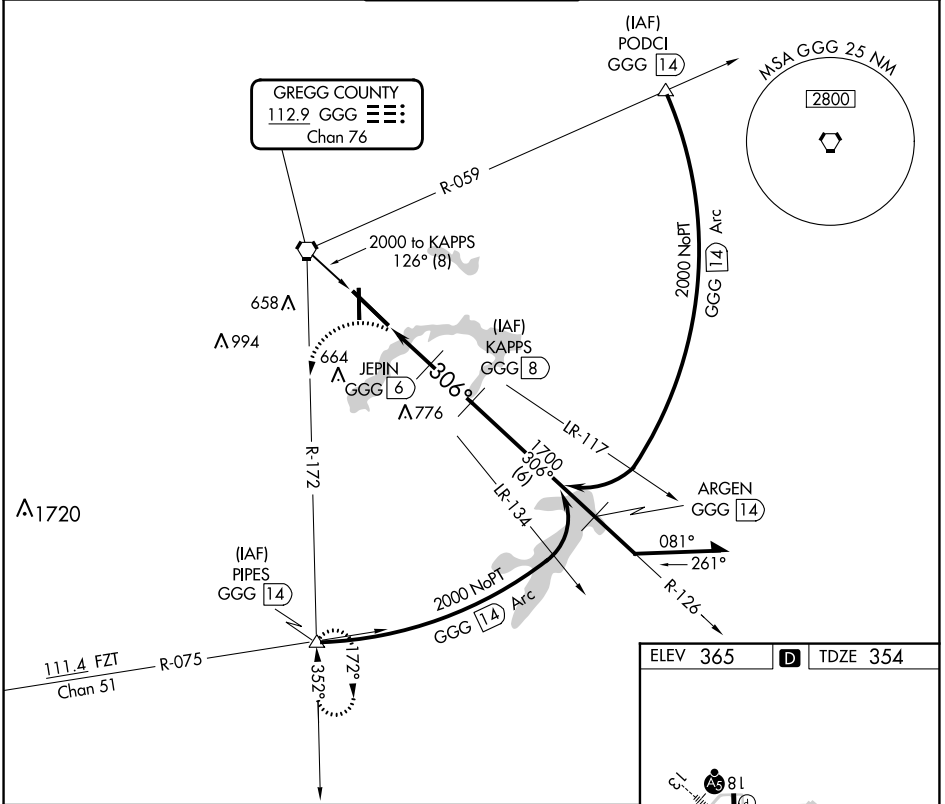 (IAF)
PODCI
GGG 14
MSA GGG 25 NM
2800
GREGG COUNTY
112.9 GGG
Chan 76
R-059
2000 NoPT
GGG 14 Arc
2000 to KAPPS
126° (8)
658
994
664
JEPIN
GGG 6
776
306°
(IAF)
KAPPS
GGG 8
LR-117
1700
306°
(6)
LR-134
ARGEN
GGG 14
R-172
1720
081°
261°
R-126
(IAF)
PIPES
GGG 14
2000 NoPT
GGG 14 Arc
111.4 FZT
Chan 51
R-075
352°
172°
ELEV 365
D
TDZE 354
13
A5
18